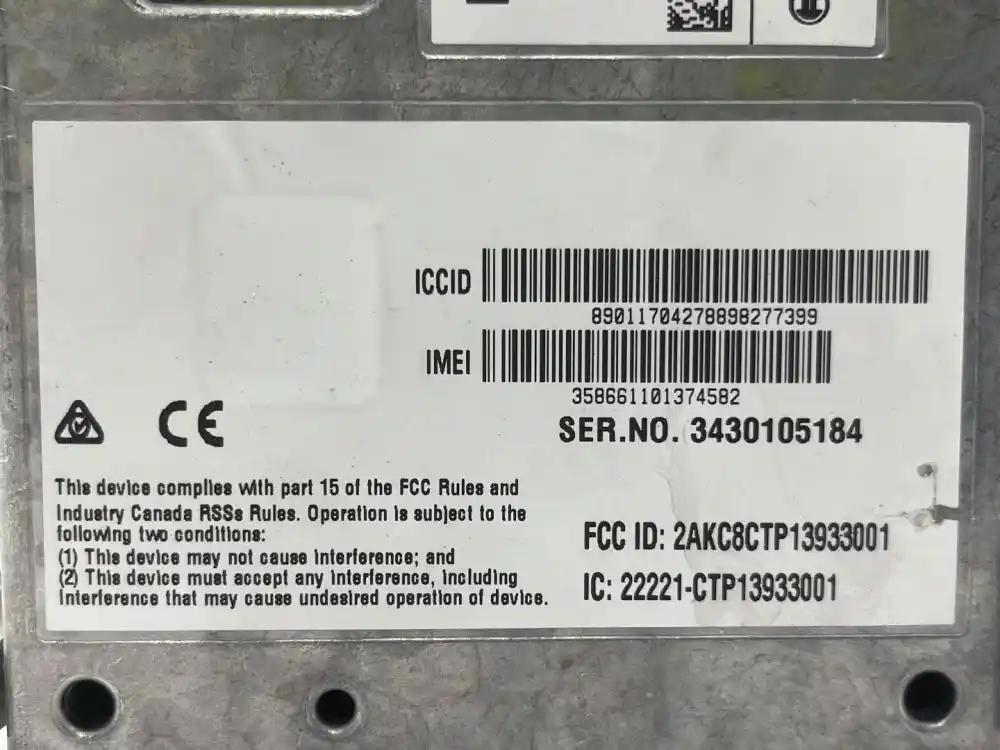 ICCID
89011704278898277399
IMEI
358661101374582
SER.NO. 3430105184
CE
This device complies with part 15 of the FCC Rules and
Industry Canada RSSs Rules. Operation is subject to the
following two conditions:
(1) This device may not cause interference; and
(2) This device must accept any interference, including
interference that may cause undesired operation of device.
FCC ID: 2AKC8CTP13933001
IC: 22221-CTP13933001